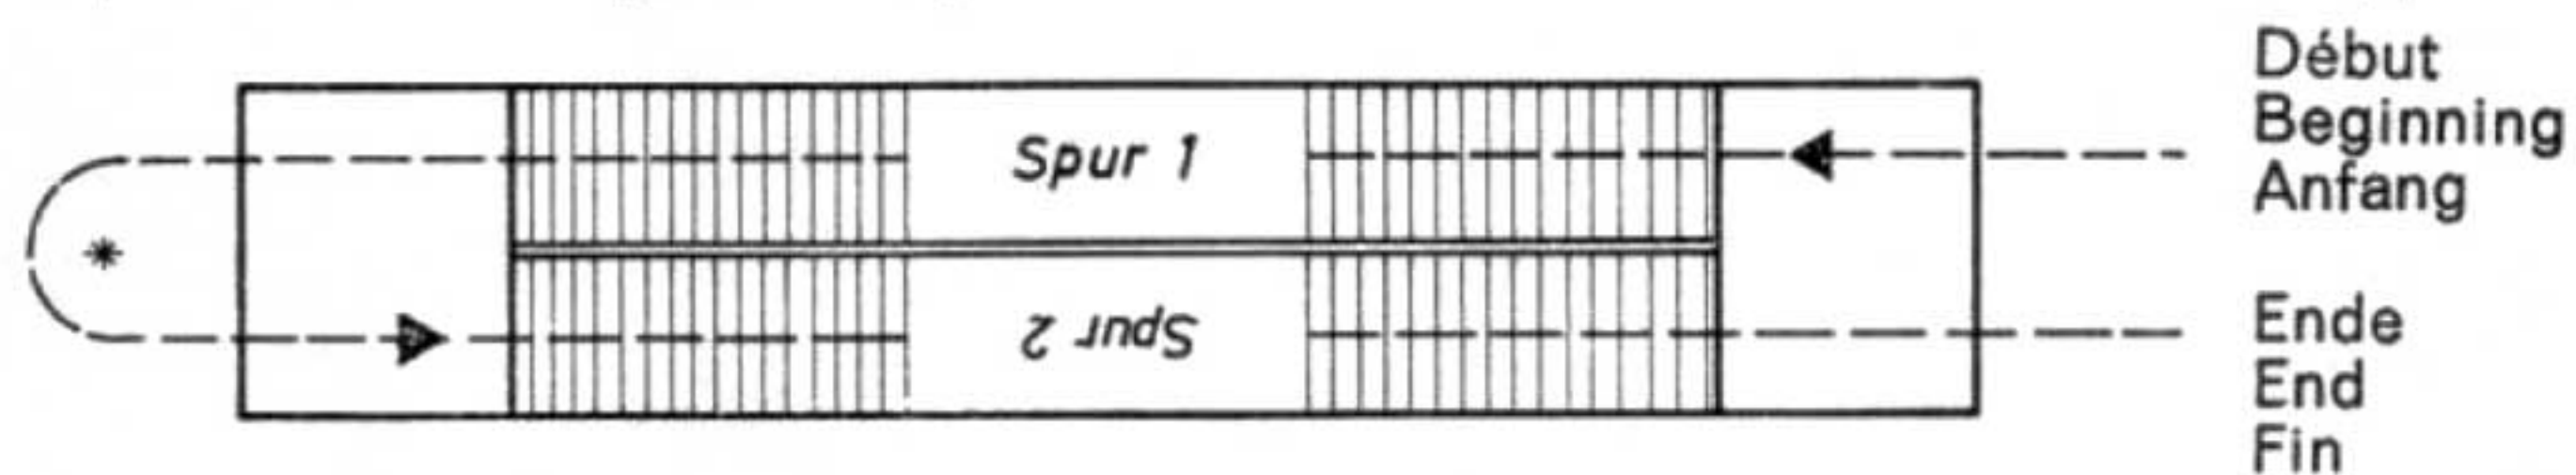 Début
Beginning
Anfang
Spur 1
*
Spur 2
Ende
End
Fin